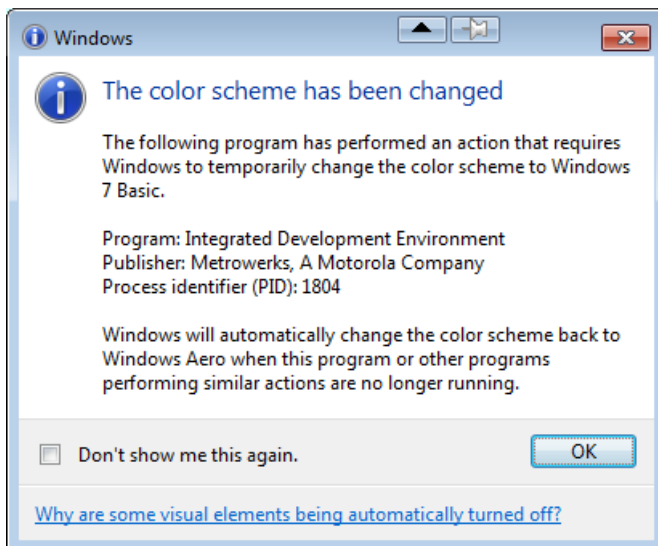 Windows
The color scheme has been changed
The following program has performed an action that requires
Windows to temporarily change the color scheme to Windows
7 Basic.
Program: Integrated Development Environment
Publisher: Metrowerks, A Motorola Company
Process identifier (PID): 1804
Windows will automatically change the color scheme back to
Windows Aero when this program or other programs
performing similar actions are no longer running.
Don't show me this again.
OK
Why are some visual elements being automatically turned off?